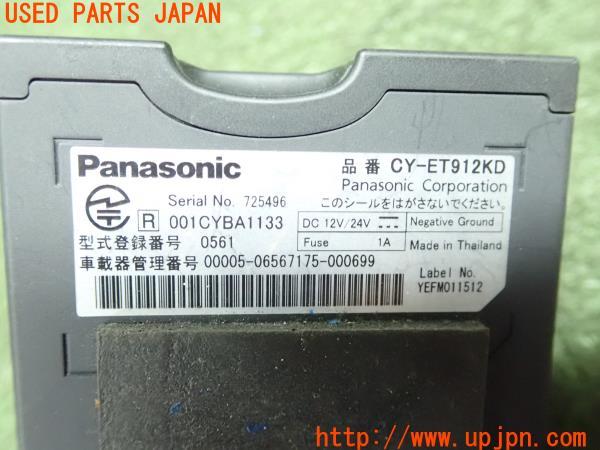 USED PARTS JAPAN
Panasonic
品 番 CY-ET912KD
Panasonic Corporation
Serial No. 725496
このシールをはがさないでください。
R 001CYBA1133
DC 12V/24V
Negative Ground
型式登録番号 0561
Fuse 1A
Made in Thailand
車載器管理番号 00005-06567175-000699
Label No.
YEFM011512
http://www.upjpn.com/